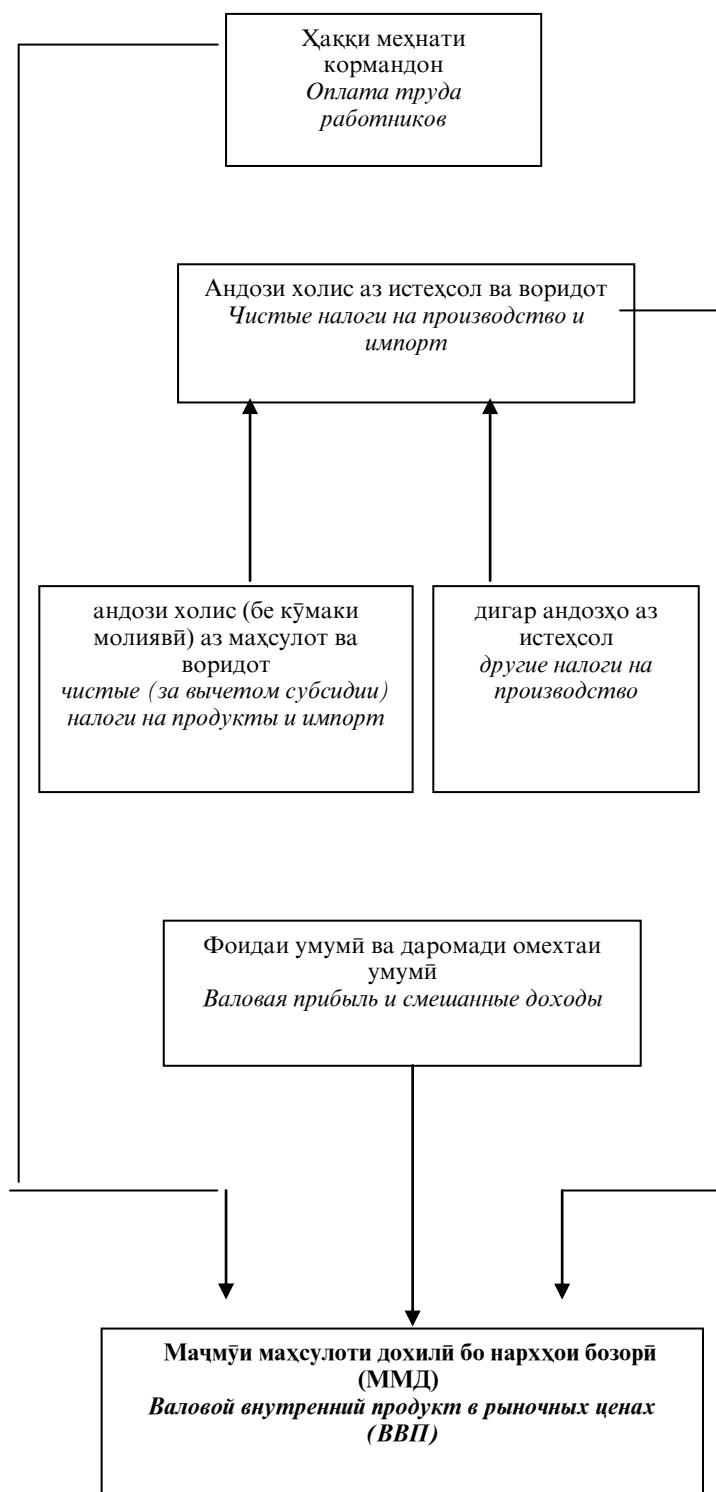 Ҳаққи меҳнати
кормандон
Оплата труда
работников
Андози холис аз истеҳсол ва воридот
Чистые налоги на производство и
импорт
андози холис (бе кӯмаки
молиявӣ) аз маҳсулот ва
воридот
чистые (за вычетом субсидии)
налоги на продукты и импорт
дигар андозҳо аз
истеҳсол
другие налоги на
производство
Фоидаи умумӣ ва даромади омехтаи
умумӣ
Валовая прибыль и смешанные доходы
Маҷмӯи маҳсулоти дохилӣ бо нархҳои бозорӣ
(ММД)
Валовой внутренний продукт в рыночных ценах
(ВВП)